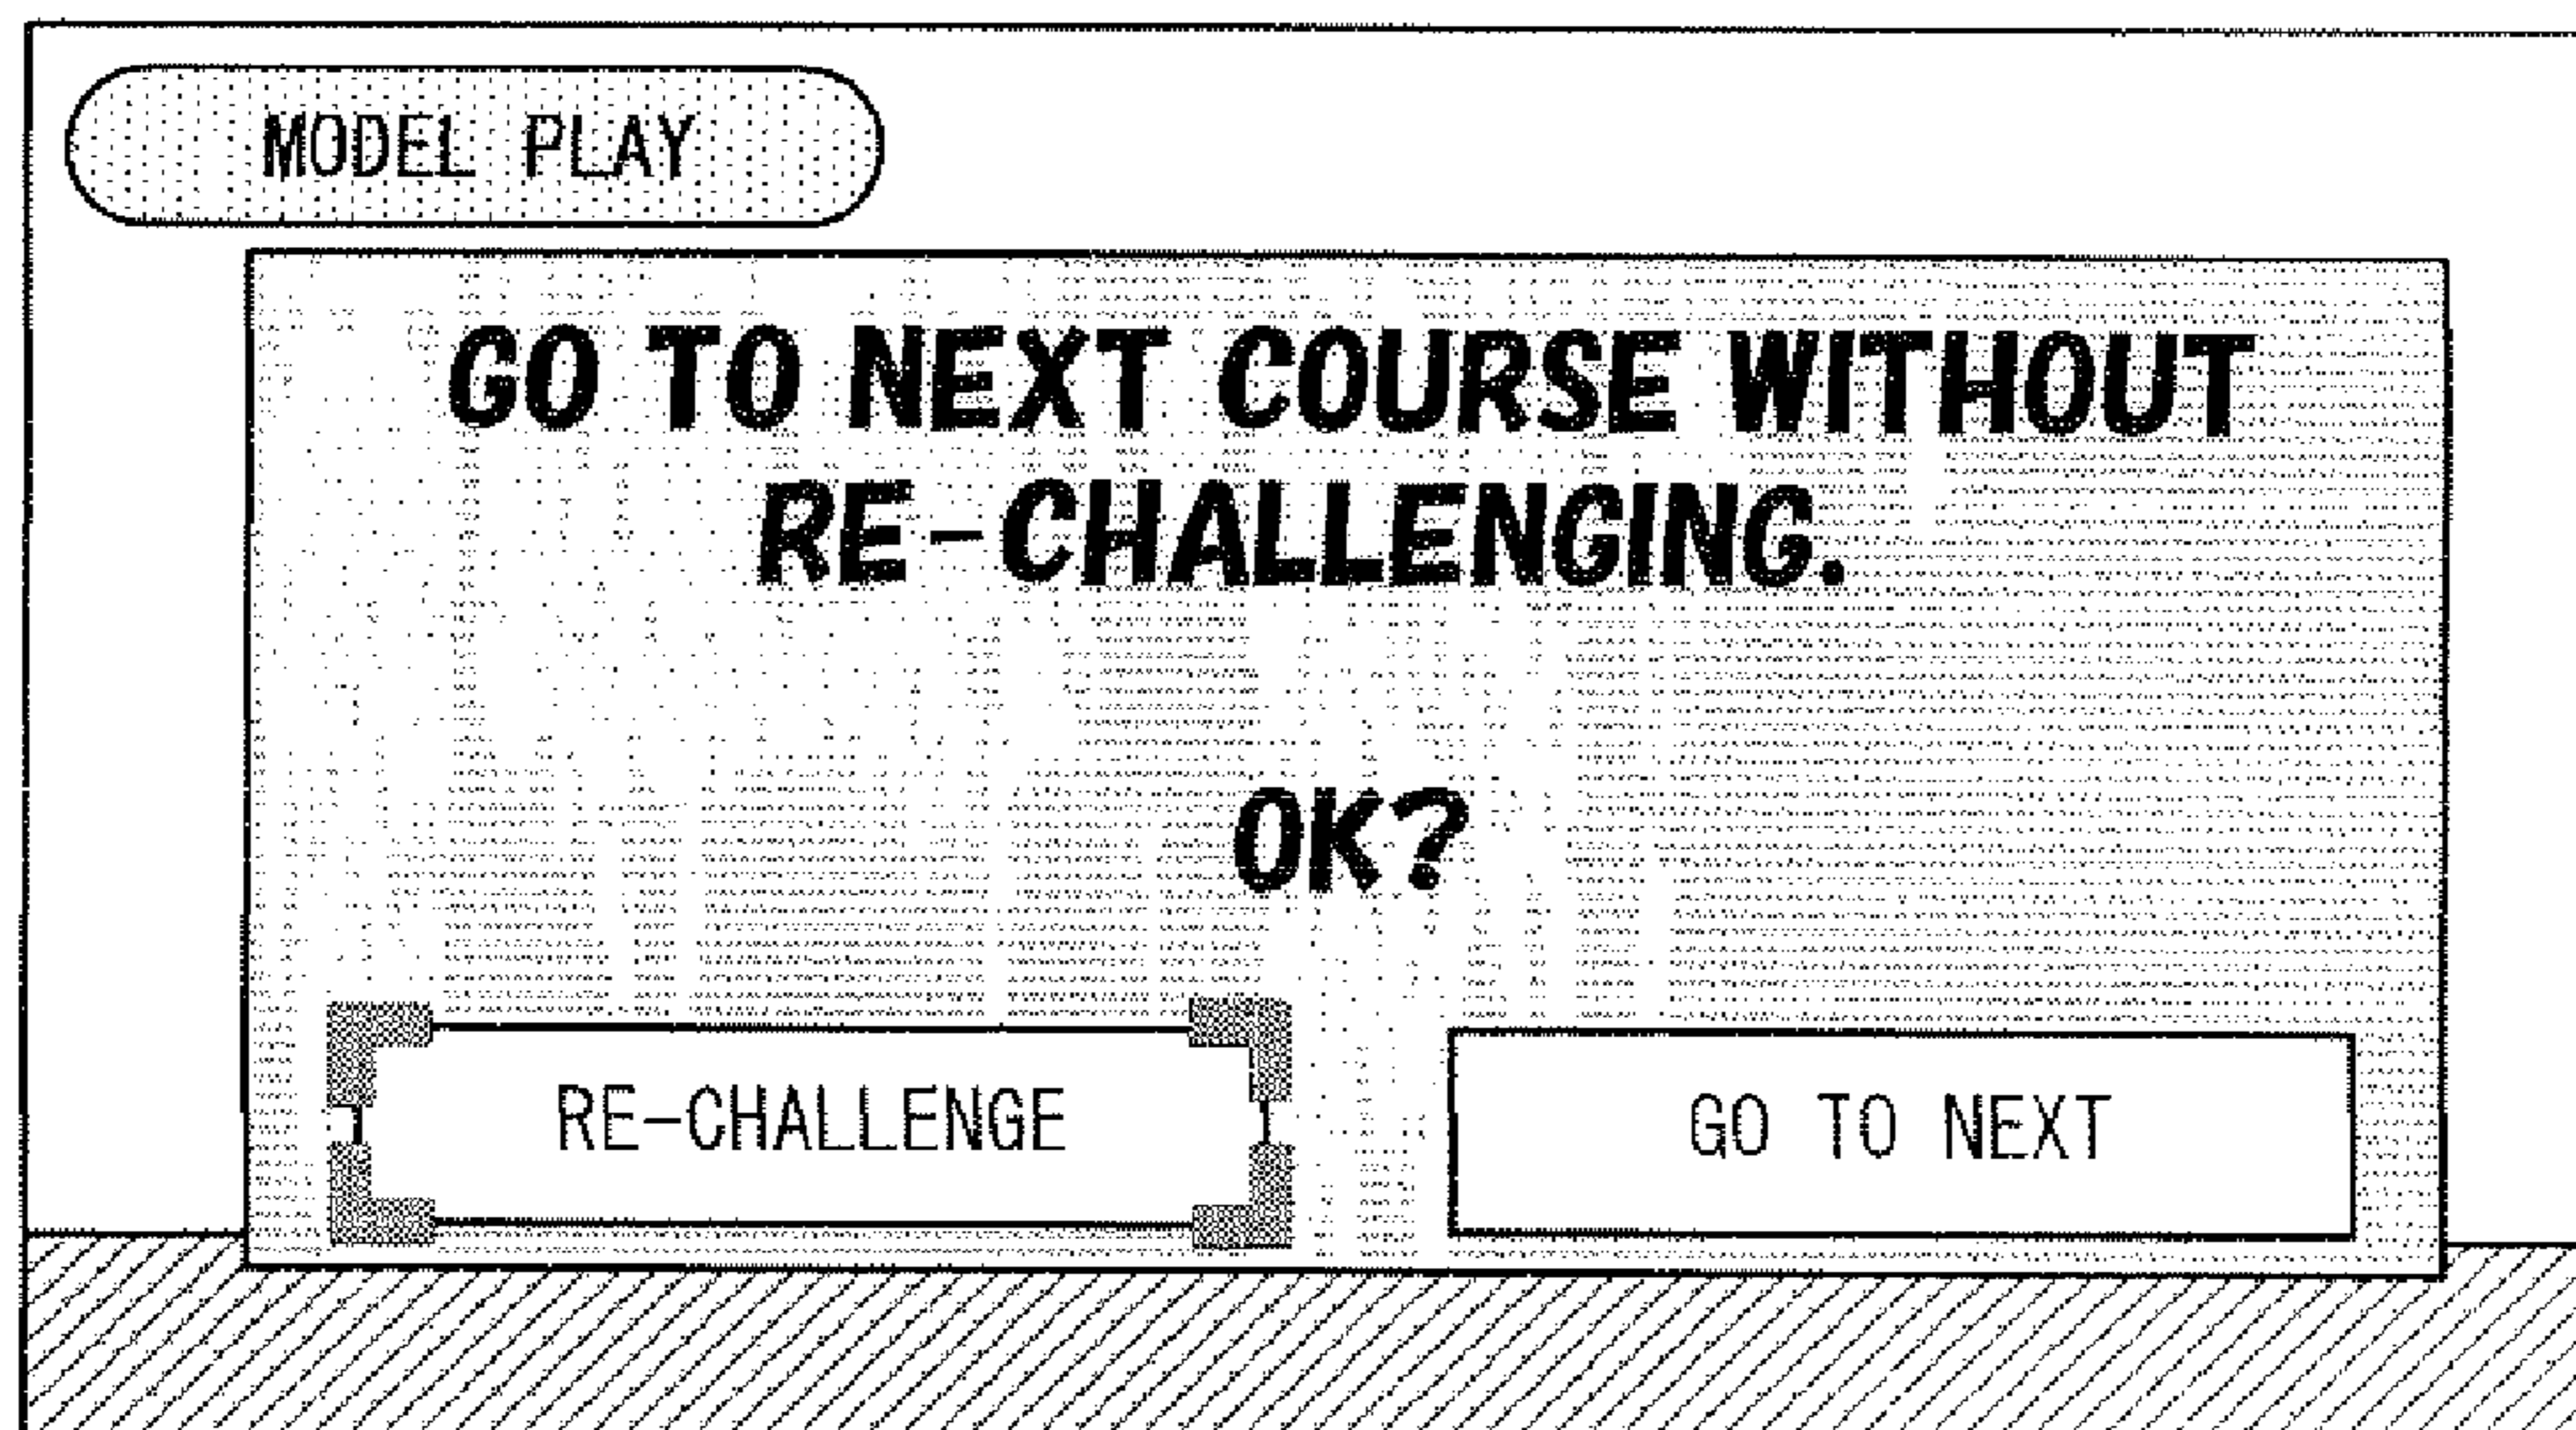 MODEL PLAY
GO TO NEXT COURSE WITHOUT
RE-CHALLENGING.
OK?
RE-CHALLENGE
GO TO NEXT